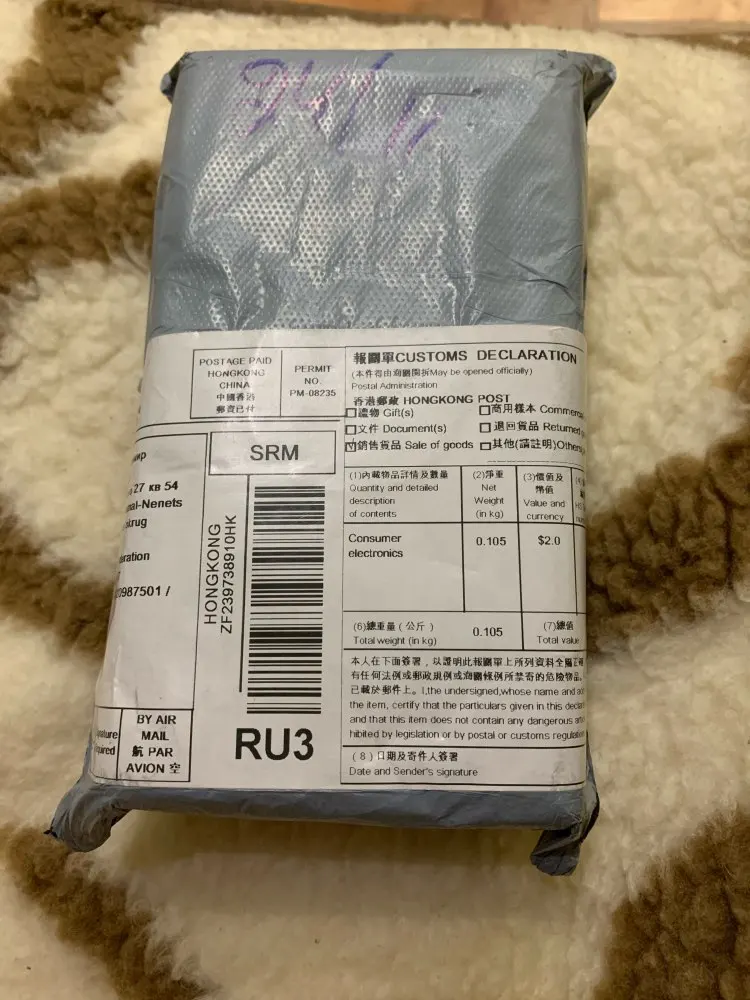 POSTAGE PAID
HONGKONG
CHINA
中國香港
郵資已付
PERMIT
NO.
PM-08235
報關單CUSTOMS DECLARATION
(本件得由海關開拆May be opened officially)
Postal Administration
香港郵政 HONGKONG POST
禮物 Gift(s)
商用樣本
文件 Document(s)
退回貨品 Returned
銷售貨品 Sale of goods
其他(請註明)
27 кв 54
Nenets
SRM
HONGKONG
ZF239738910HK
RU3
BY AIR
MAIL
航 PAR
AVION 空
(1)內載物品詳情及數量
Quantity and detailed
description
of contents
(2)淨重
Net
Weight
(in kg)
(3)價值及
幣值
Value and
currency
Consumer
electronics
0.105
$2.0
(6)總重量(公斤)
Total weight (in kg)
0.105
(7)總值
Total value
本人在下面簽署，以證明此報關單上所列資料全屬正確
有任何法例或郵政規例或海關條例所禁寄的危險物品
已載於郵件上。I,the undersigned,whose name and
the item, certify that the particulars given in this
and that this item does not contain any dangerous
by legislation or by postal or customs
(8)日期及寄件人簽署
Date and Sender's signature